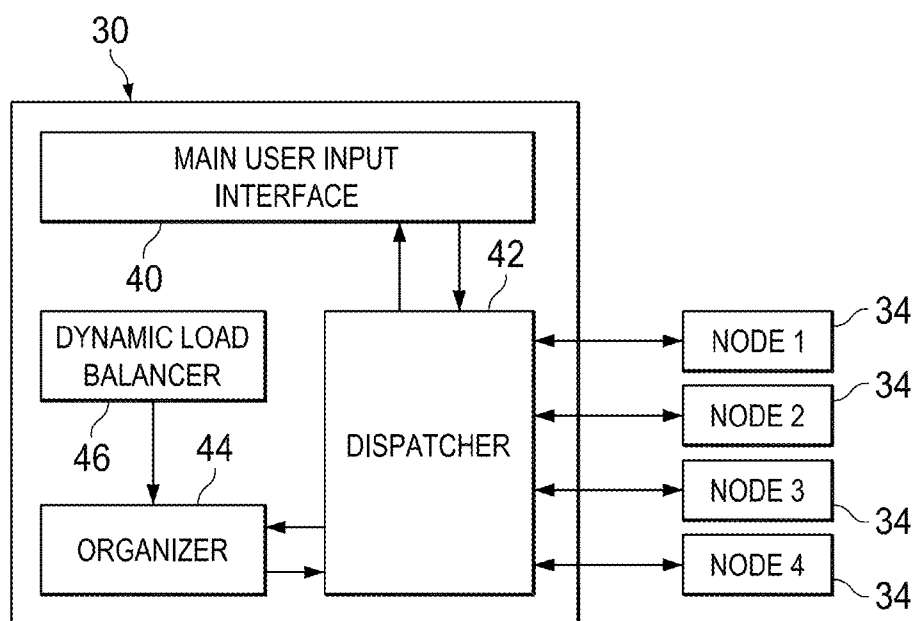 30
MAIN USER INPUT
INTERFACE
40
42
DYNAMIC LOAD
BALANCER
46
44
ORGANIZER
DISPATCHER
NODE 1
34
NODE 2
34
NODE 3
34
NODE 4
34